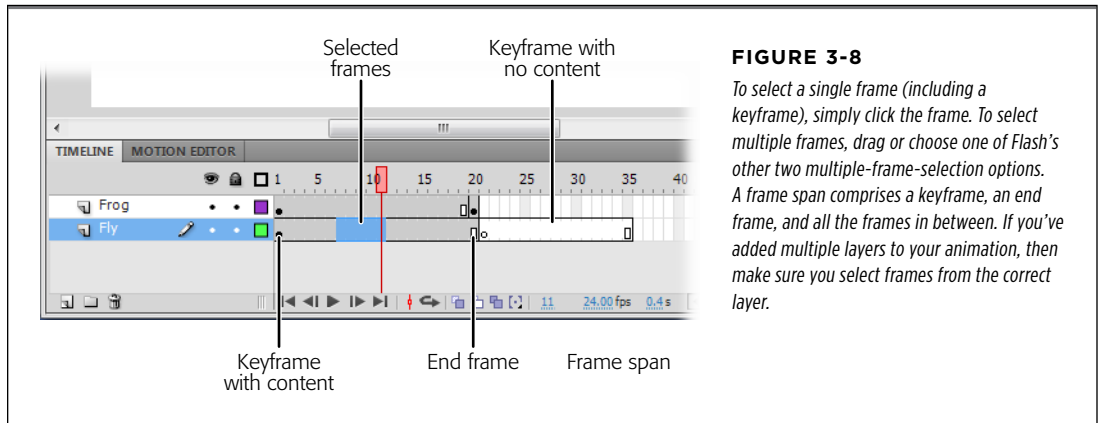 Selected
frames
Keyframe with
no content
TIMELINE MOTION EDITOR
1 5 10 15 20 25 30 35 40
Frog
Fly
11 24.00 fps 0.4 s
Keyframe
with content
End frame
Frame span
FIGURE 3-8
To select a single frame (including a
keyframe), simply click the frame. To select
multiple frames, drag or choose one of Flash’s
other two multiple-frame-selection options.
A frame span comprises a keyframe, an end
frame, and all the frames in between. If you’ve
added multiple layers to your animation, then
make sure you select frames from the correct
layer.